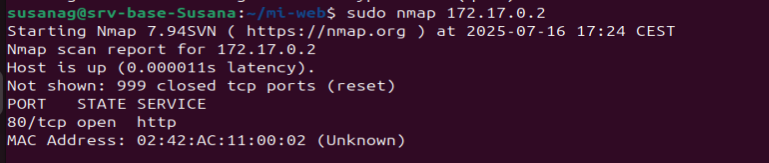 susanag@srv-base-Susana:~/mi-web$ sudo nmap 172.17.0.2
Starting Nmap 7.94SVN ( https://nmap.org ) at 2025-07-16 17:24 CEST
Nmap scan report for 172.17.0.2
Host is up (0.000011s latency).
Not shown: 999 closed tcp ports (reset)
PORT   STATE SERVICE
80/tcp open  http
MAC Address: 02:42:AC:11:00:02 (Unknown)